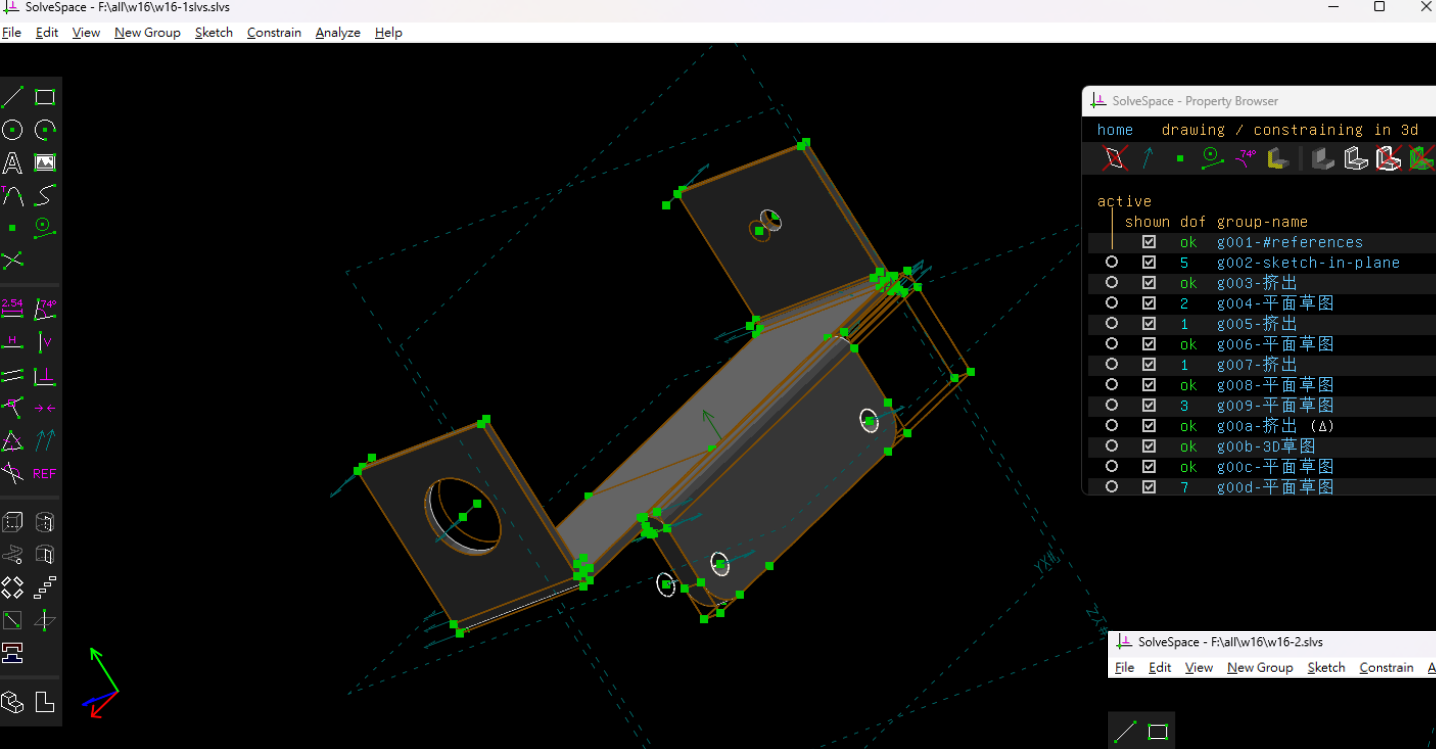 SolveSpace - F:\all\w16\w16-1slvs.slvs
File Edit View New Group Sketch Constrain Analyze Help
SolveSpace - Property Browser
home drawing / constraining in 3d
74°
active
shown dof group-name
ok g001-#references
5 g002-sketch-in-plane
ok g003-挤出
2 g004-平面草图
1 g005-挤出
ok g006-平面草图
1 g007-挤出
ok g008-平面草图
3 g009-平面草图
ok g00a-挤出 (Δ)
ok g00b-3D草图
ok g00c-平面草图
7 g00d-平面草图
A
T
2.54 74°
H V
REF
#XY
#YZ
SolveSpace - F:\all\w16\w16-2.slvs
File Edit View New Group Sketch Constrain A